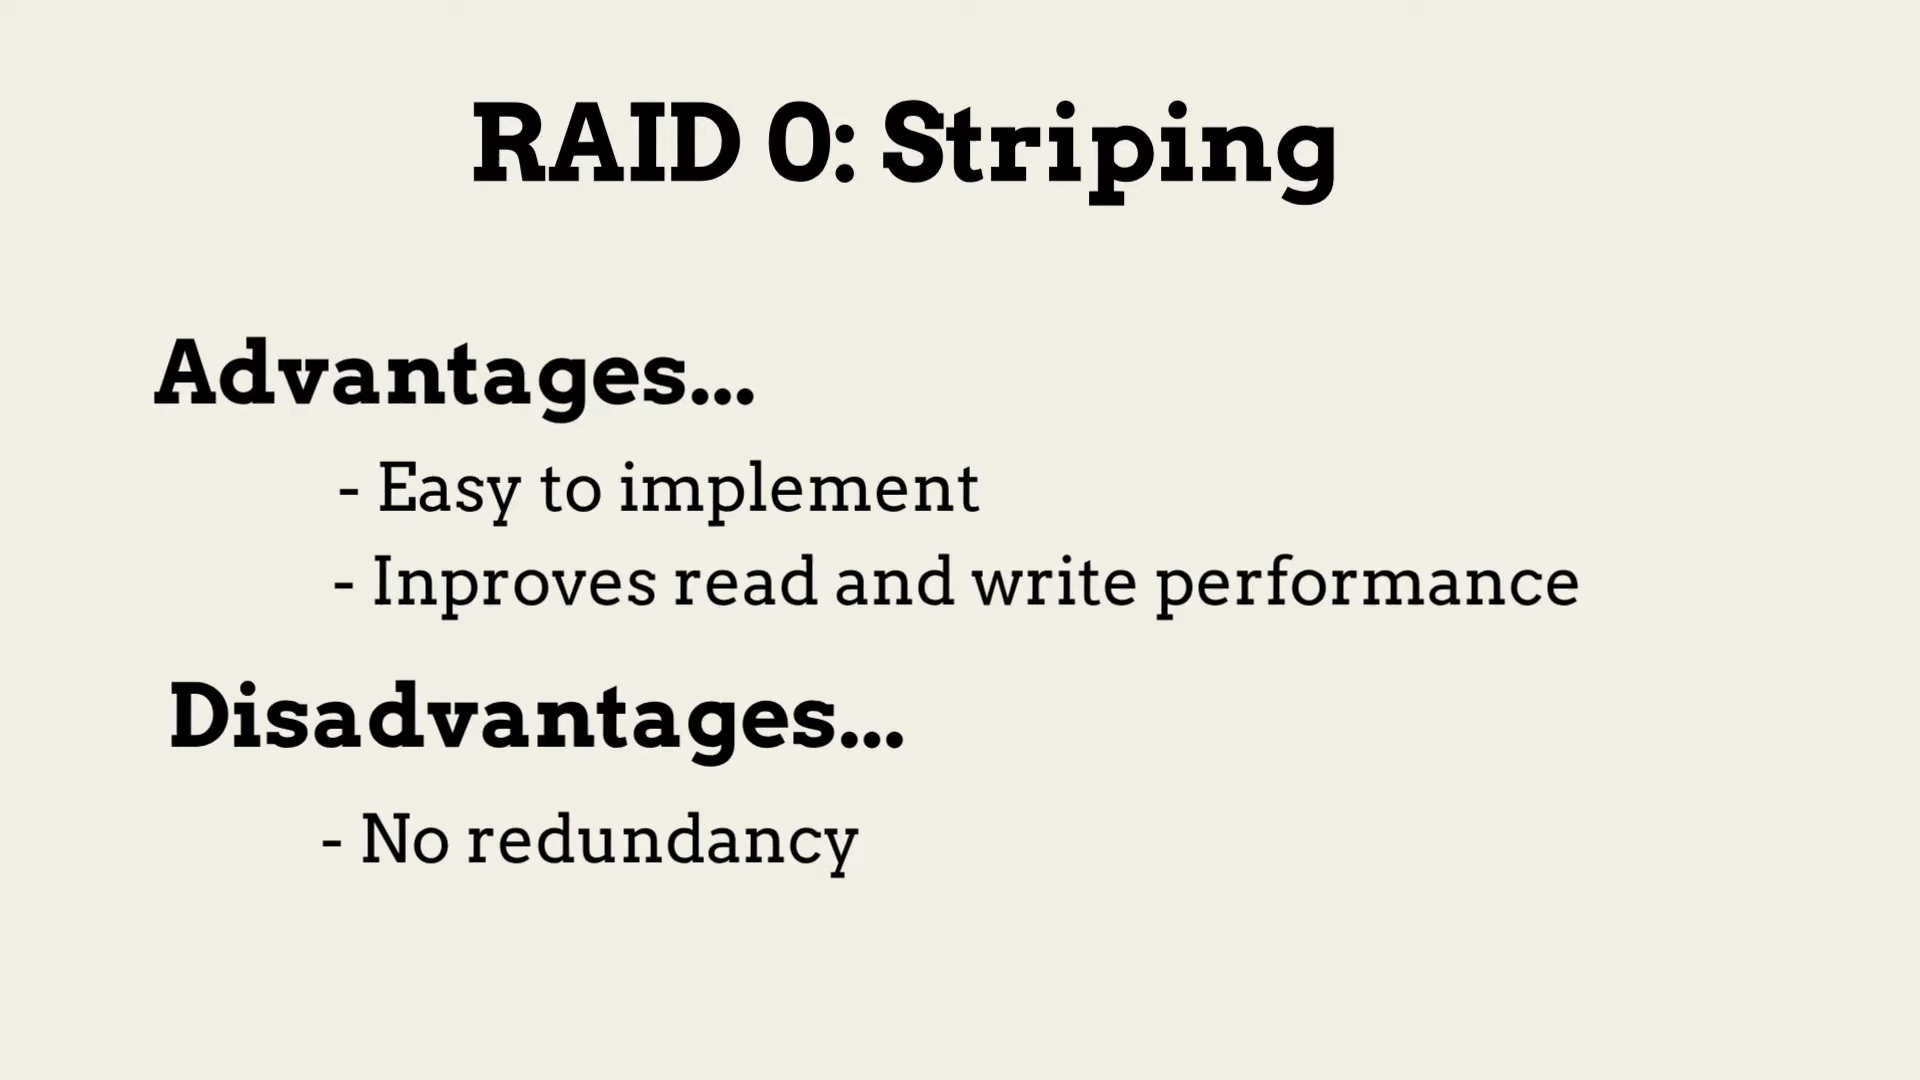 RAID 0: Striping
Advantages...
- Easy to implement
- Inproves read and write performance
Disadvantages...
- No redundancy